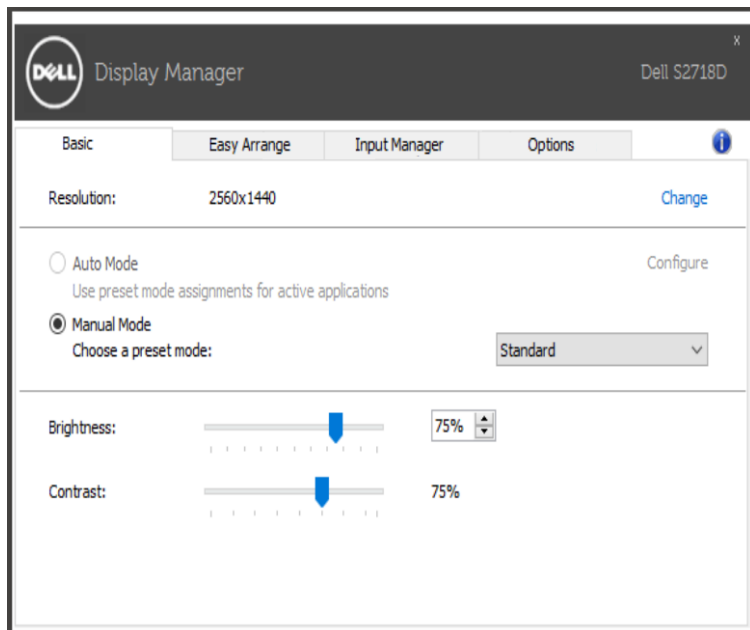 x
DELL Display Manager Dell S2718D
Basic Easy Arrange Input Manager Options i
Resolution: 2560x1440 Change
Auto Mode Configure
Use preset mode assignments for active applications
Manual Mode
Choose a preset mode: Standard
Brightness: 75%
Contrast: 75%